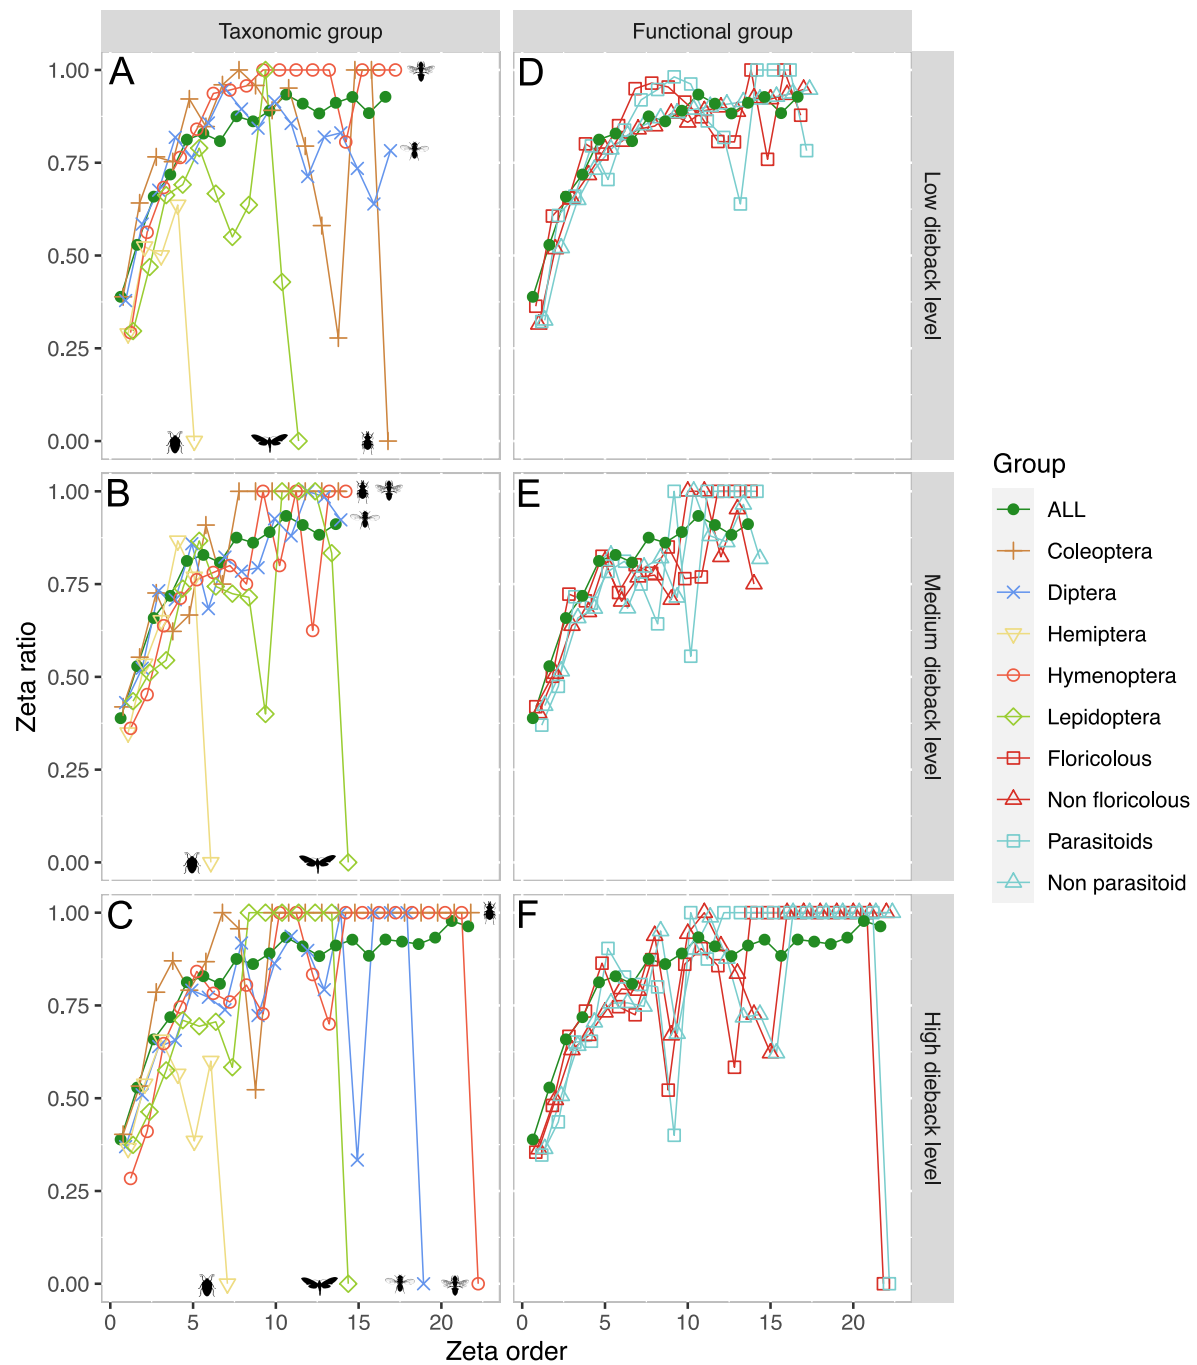 Taxonomic group
Functional group
A
D
1.00
0.75
0.50
0.25
0.00
Low dieback level
B
E
1.00
0.75
0.50
0.25
0.00
Medium dieback level
C
F
1.00
0.75
0.50
0.25
0.00
High dieback level
Zeta ratio
0 5 10 15 20
0 5 10 15 20
Zeta order
Group
ALL
Coleoptera
Diptera
Hemiptera
Hymenoptera
Lepidoptera
Floricolous
Non floricolous
Parasitoids
Non parasitoid